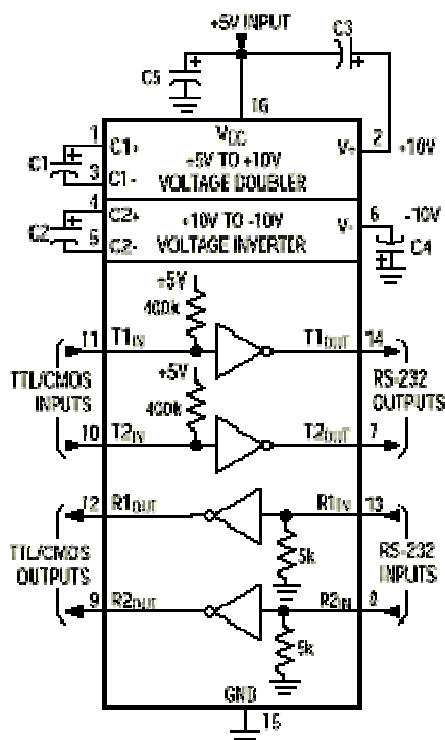 +5V INPUT
C3
C5
16
VCC
1
C1+
+5V TO +10V
VOLTAGE DOUBLER
V+
2
+10V
C1
3
C1-
4
C2+
+10V TO -10V
VOLTAGE INVERTER
V-
6
-10V
C2
5
C2-
C4
+5V
400k
11
T1IN
T1OUT
14
TTL/CMOS
INPUTS
+5V
400k
RS-232
OUTPUTS
10
T2IN
T2OUT
7
12
R1OUT
R1IN
13
TTL/CMOS
OUTPUTS
5k
RS-232
INPUTS
9
R2OUT
R2IN
8
5k
GND
15